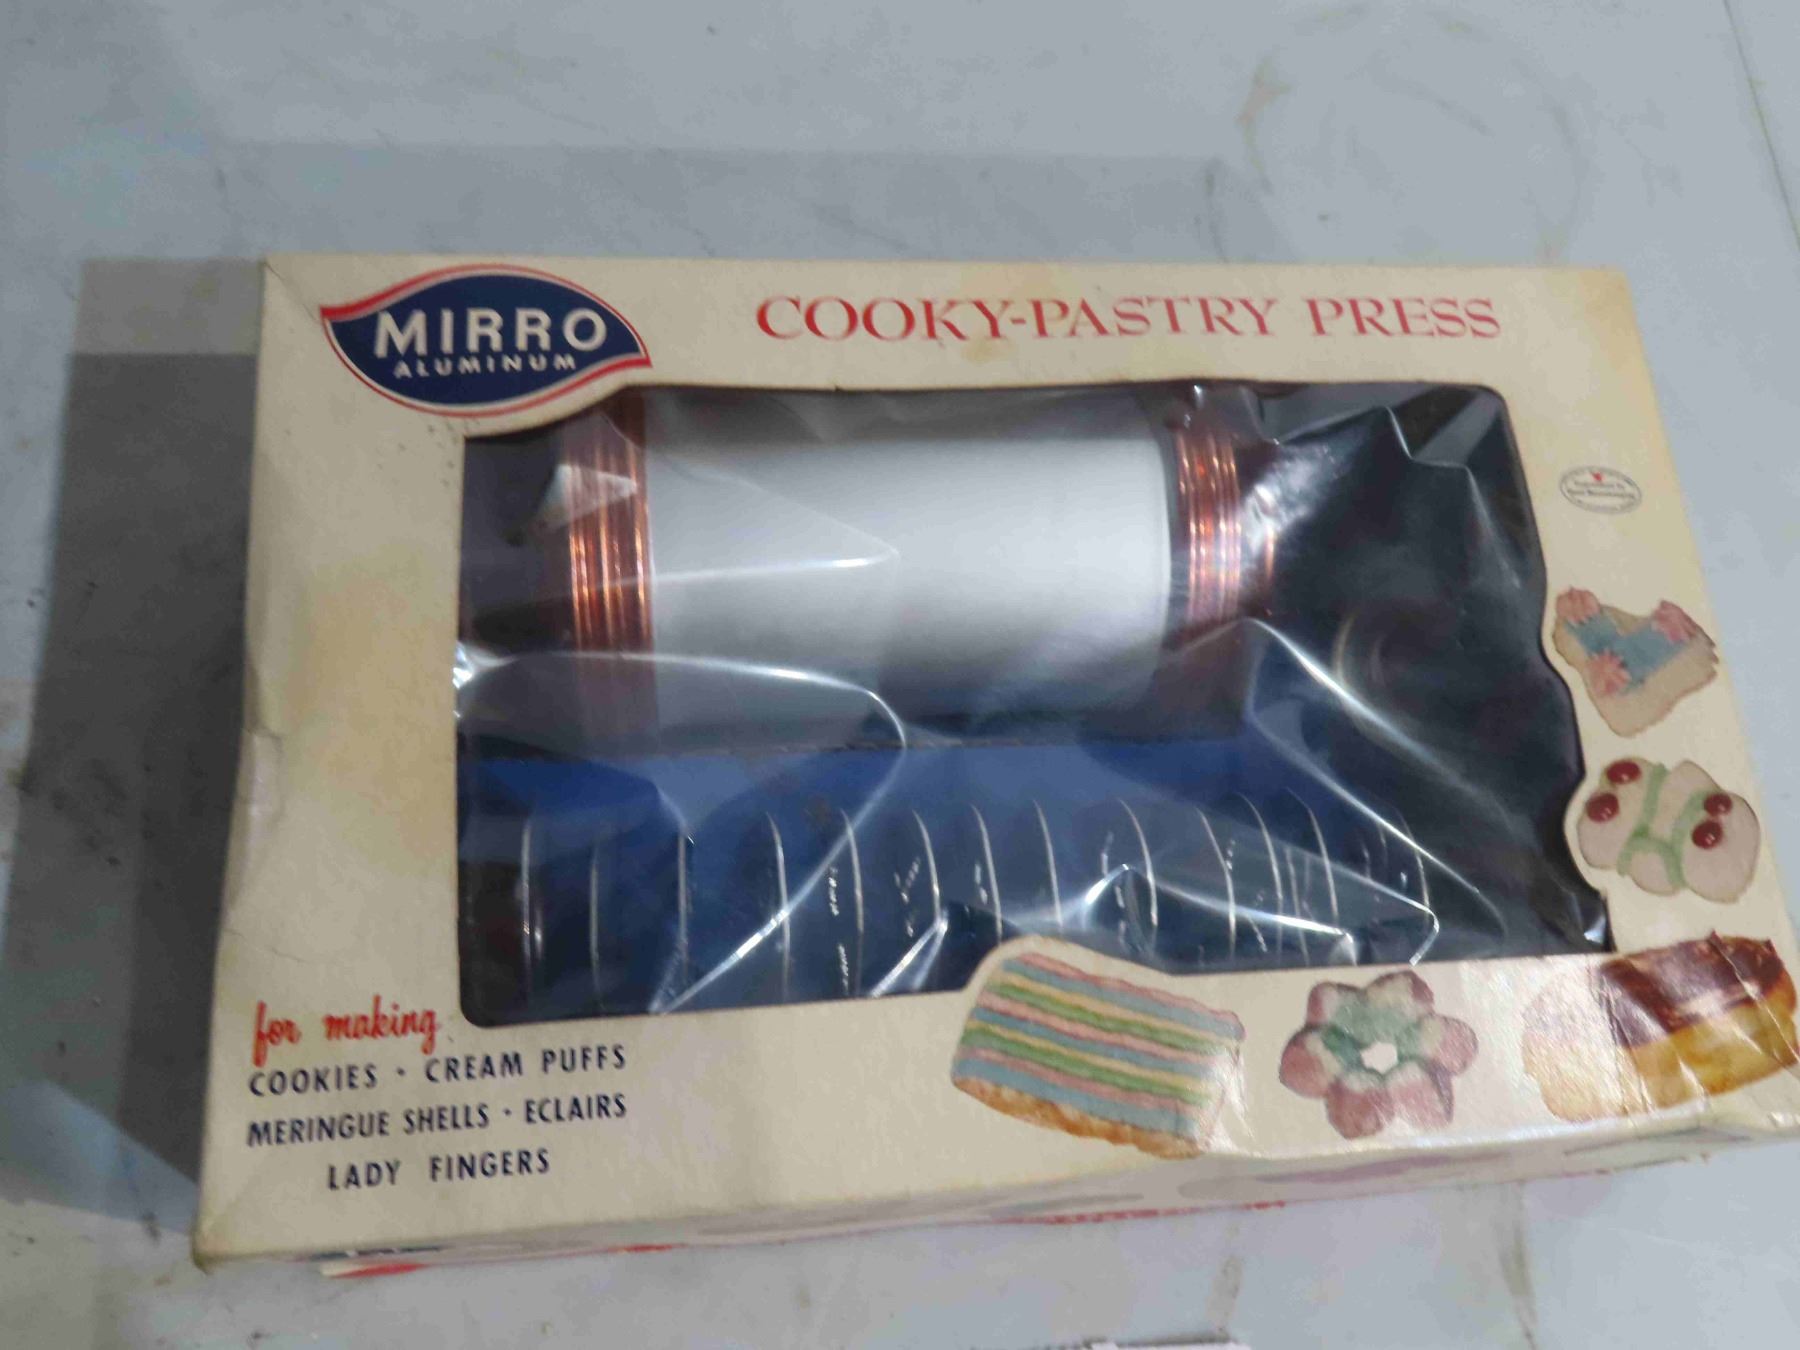 MIRRO
ALUMINUM
COOKY-PASTRY PRESS
for making
COOKIES · CREAM PUFFS
MERINGUE SHELLS · ECLAIRS
LADY FINGERS